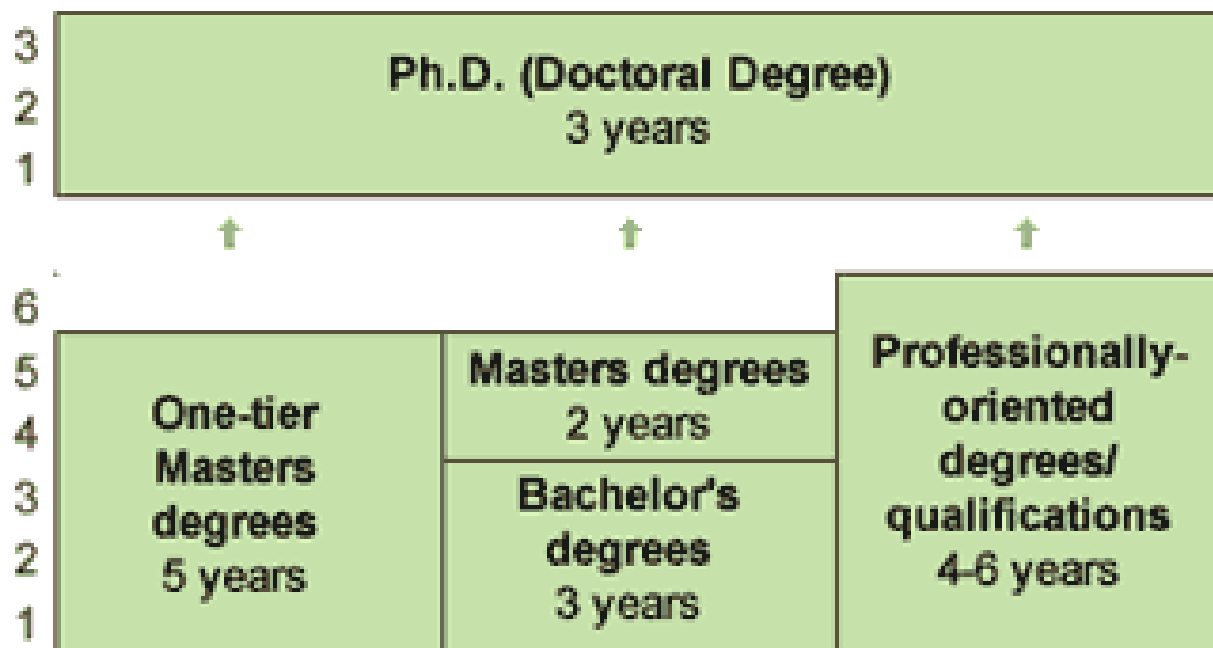 3
2
1
Ph.D. (Doctoral Degree)
3 years
6
5
4
3
2
1
One-tier
Masters
degrees
5 years
Masters degrees
2 years
Bachelor's
degrees
3 years
Professionally-
oriented
degrees/
qualifications
4-6 years